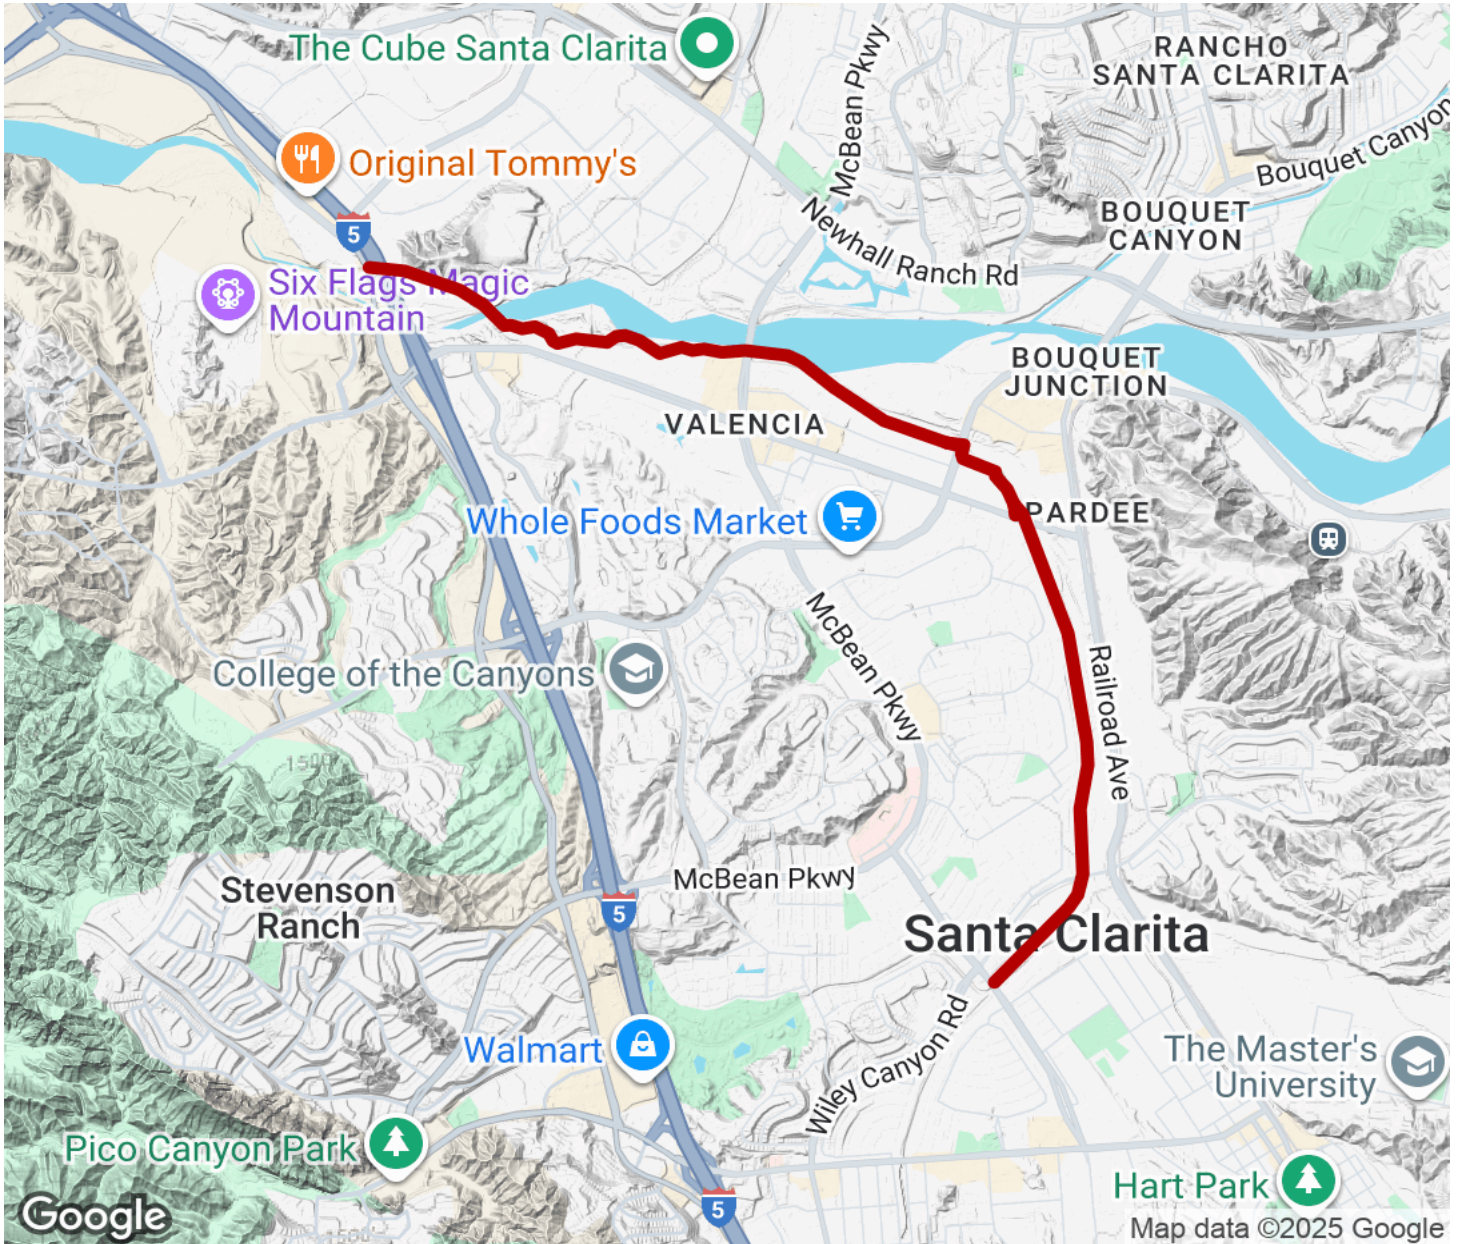 The Cube Santa Clarita
McBean Pkwy
RANCHO
SANTA CLARITA
Original Tommy's
Bouquet Canyon
5
BOUQUET
CANYON
Newhall Ranch Rd
Six Flags Magic
Mountain
BOUQUET
JUNCTION
VALENCIA
Whole Foods Market
PARDEE
McBean Pkwy
College of the Canyons
Railroad Ave
1500
McBean Pkwy
Stevenson
Ranch
5
Santa Clarita
Wiley Canyon Rd
Walmart
The Master's
University
Pico Canyon Park
Hart Park
5
Google
Map data ©2025 Google